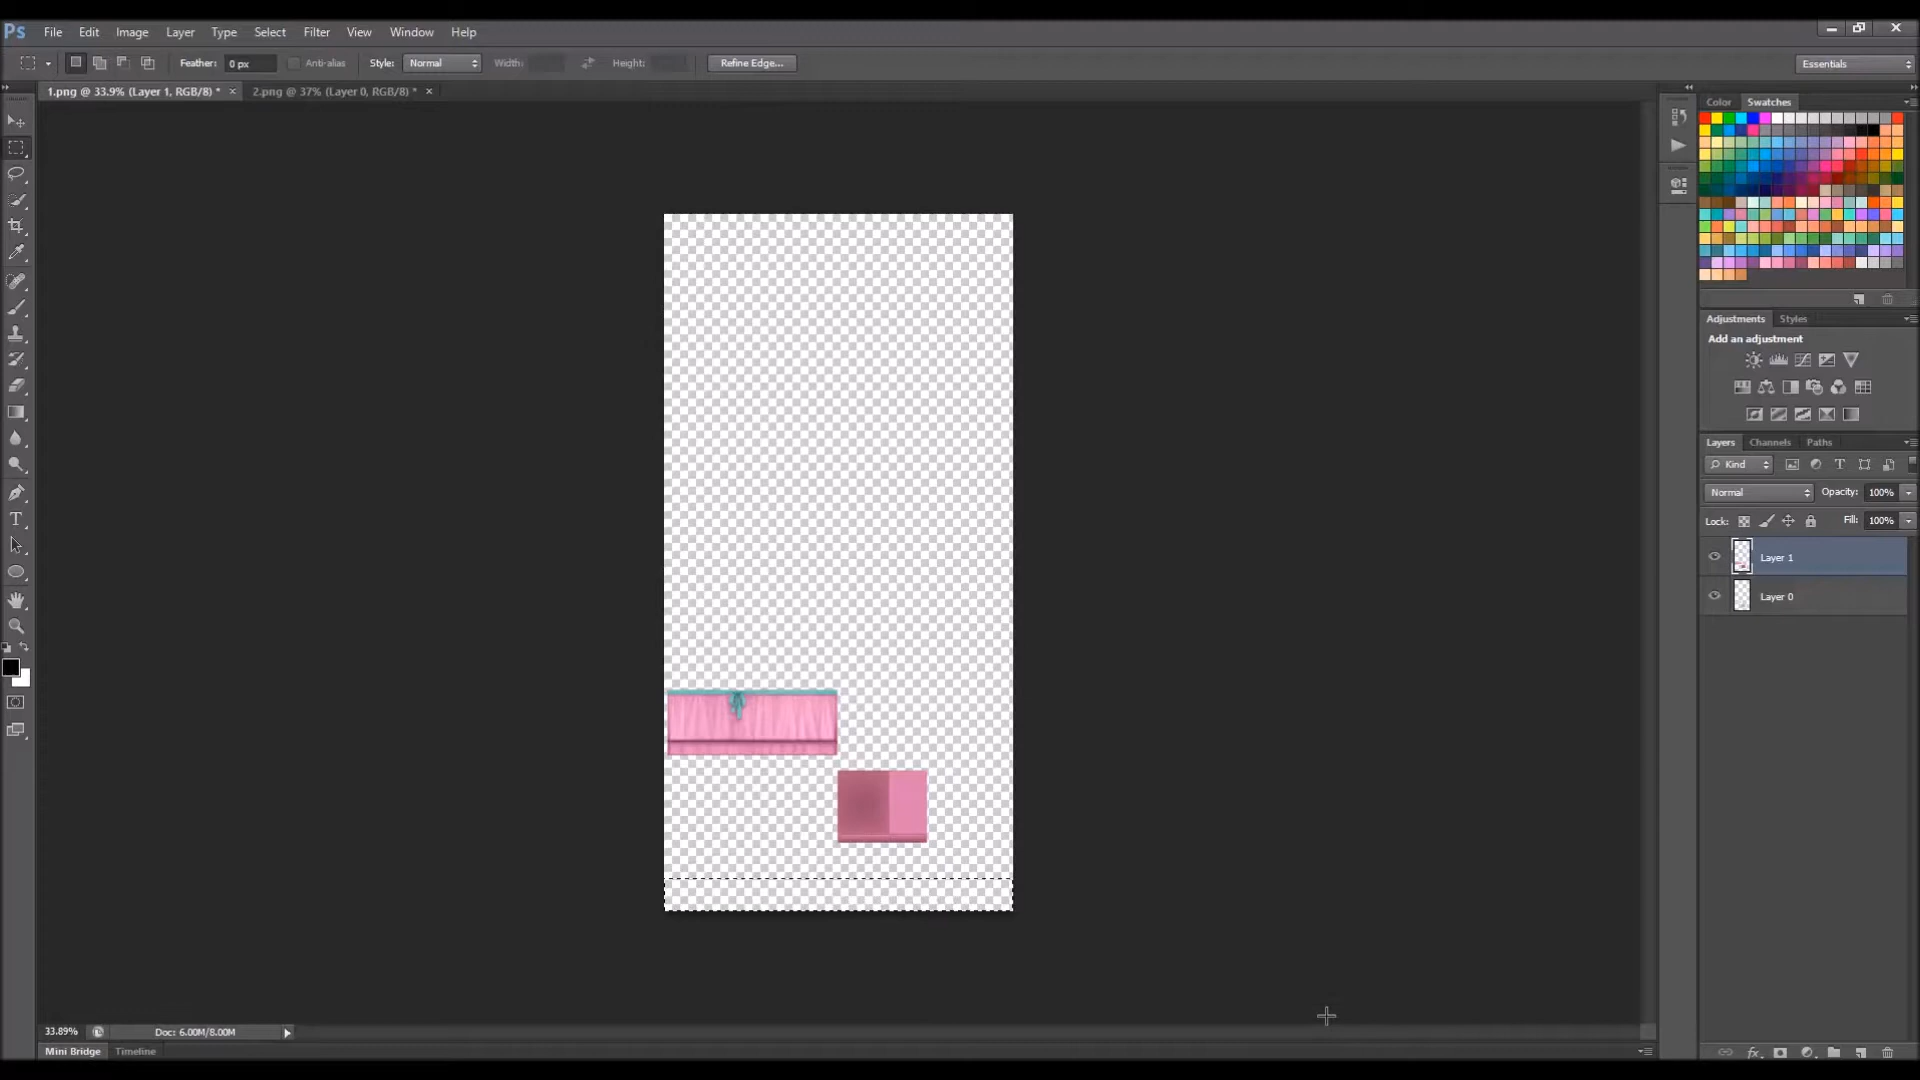 Ps File Edit Image Layer Type Select Filter View Window Help
Feather: 0 px Anti-alias Style: Normal Width: Height: Refine Edge... Essentials
1.png @ 33.9% (Layer 1, RGB/8) * × 2.png @ 37% (Layer 0, RGB/8) * ×
Color Swatches
Adjustments Styles
Add an adjustment
Layers Channels Paths
Kind
Normal Opacity: 100%
Lock: Fill: 100%
Layer 1
Layer 0
33.89% Doc: 6.00M/8.00M
Mini Bridge Timeline